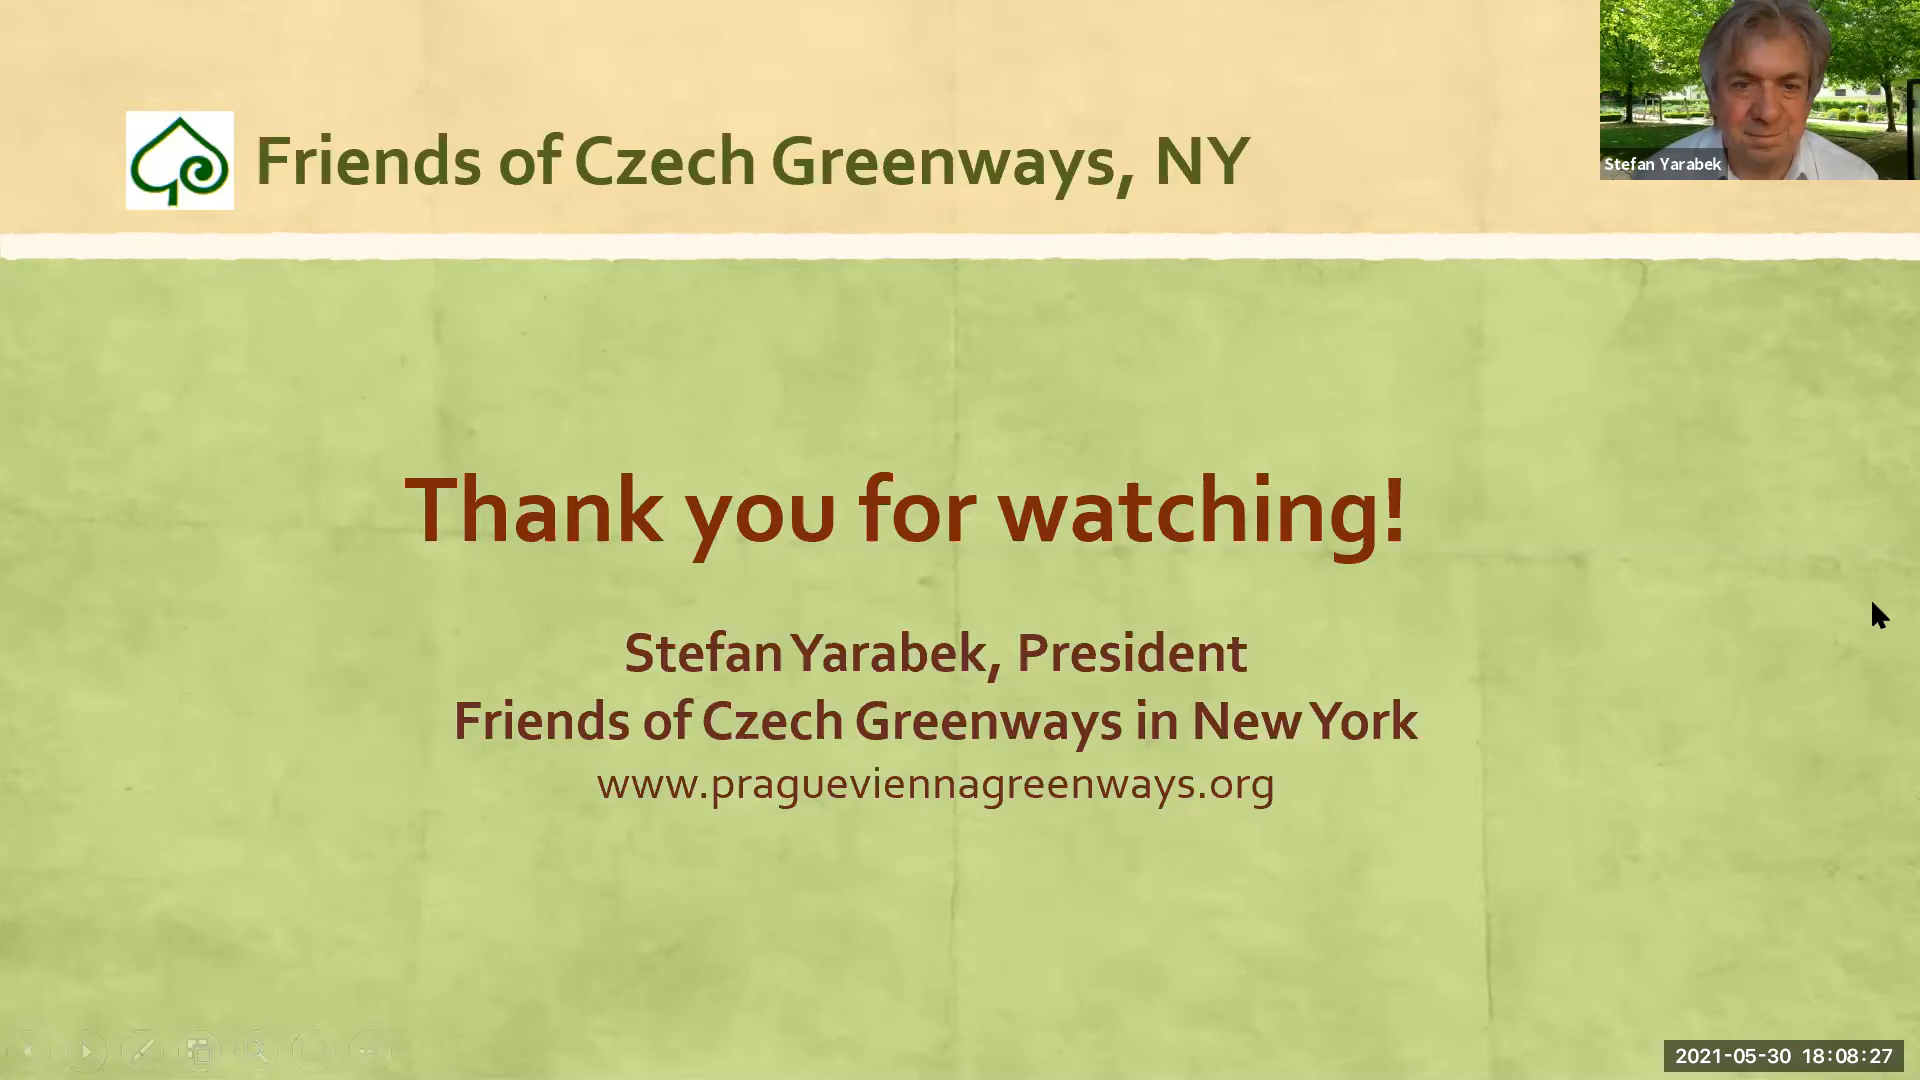 Friends of Czech Greenways, NY
Stefan Yarabek
Thank you for watching!
Stefan Yarabek, President
Friends of Czech Greenways in New York
www.pragueviennagreenways.org
2021-05-30 18:08:27